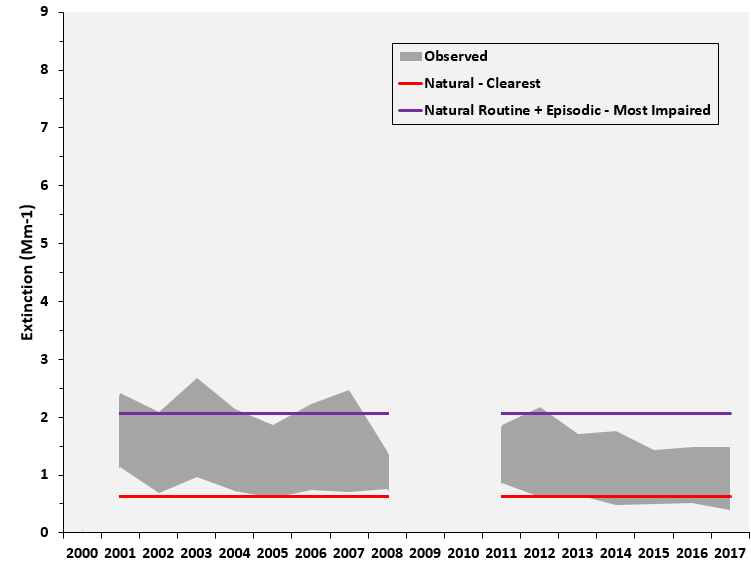 9
8
7
6
5
4
3
2
1
0
Extinction (Mm-1)
Observed
Natural - Clearest
Natural Routine + Episodic - Most Impaired
2000 2001 2002 2003 2004 2005 2006 2007 2008 2009 2010 2011 2012 2013 2014 2015 2016 2017